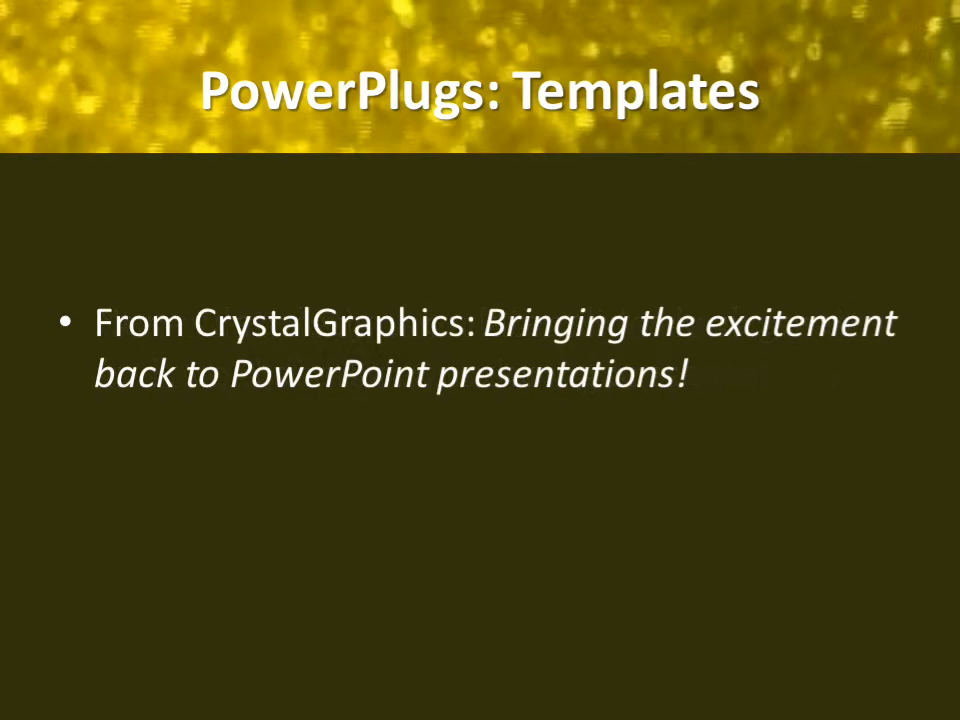 PowerPlugs: Templates
• From CrystalGraphics: Bringing the excitement
back to PowerPoint presentations!